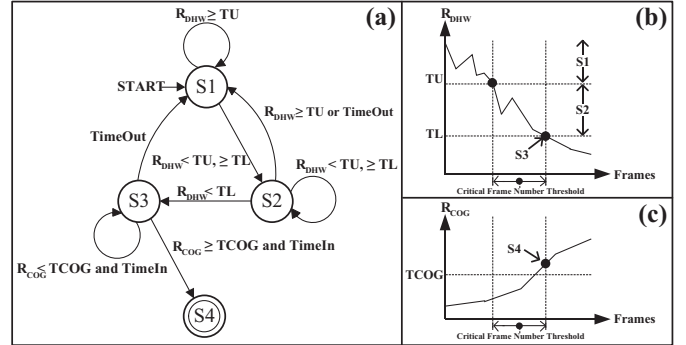 (a)
R_DHW ≥ TU
START
S1
R_DHW ≥ TU or TimeOut
TimeOut
R_DHW < TU, ≥ TL
R_DHW < TU, ≥ TL
S3
R_DHW < TL
S2
R_COG ≥ TCOG and TimeIn
R_COG < TCOG and TimeIn
S4
(b)
R_DHW
S1
TU
S2
TL
S3
Frames
Critical Frame Number Threshold
(c)
R_COG
S4
TCOG
Frames
Critical Frame Number Threshold